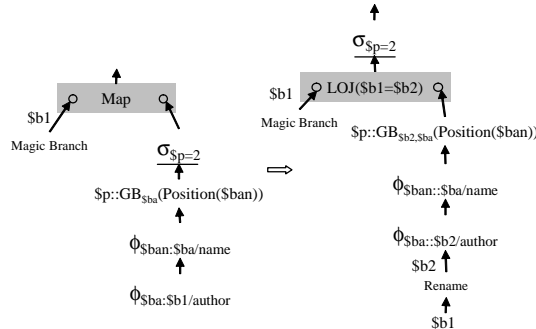 Map
$b1
Magic Branch
σ$p=2
$p::GB$ba(Position($ban))
ϕ$ban:$ba/name
ϕ$ba:$b1/author
⇨
σ$p=2
LOJ($b1=$b2)
$b1
Magic Branch
$p::GB$b2,$ba(Position($ban))
ϕ$ban::$ba/name
ϕ$ba::$b2/author
$b2
Rename
$b1